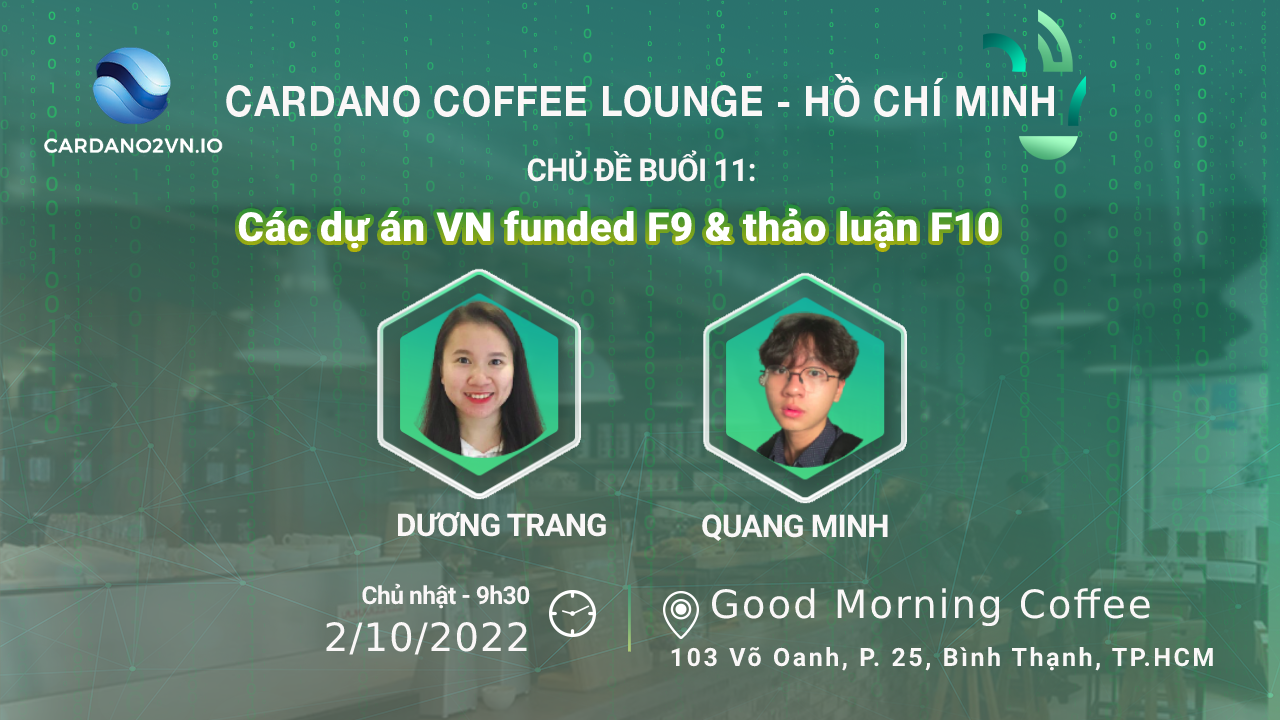 CARDANO COFFEE LOUNGE - HỒ CHÍ MINH
CARDANO2VN.IO
CHỦ ĐỀ BUỔI 11:
Các dự án VN funded F9 & thảo luận F10
DƯƠNG TRANG
QUANG MINH
Chủ nhật - 9h30
2/10/2022
Good Morning Coffee
103 Võ Oanh, P. 25, Bình Thạnh, TP.HCM